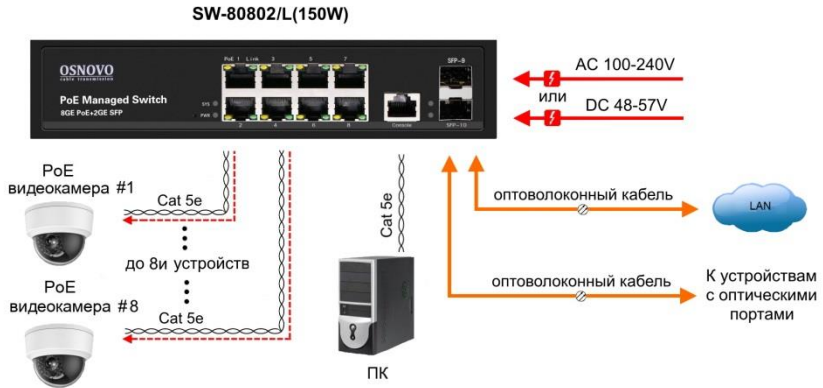 SW-80802/L(150W)
OSNOVO
cable transmission
PoE Managed Switch
8GE PoE+2GE SFP
PoE 1 Link 3 5 7
SYS
PWR
2 4 6 8 Console
SFP-9
SFP-10
AC 100-240V
или
DC 48-57V
PoE
видеокамера #1
Cat 5e
до 8и устройств
PoE
видеокамера #8
Cat 5e
Cat 5e
ПК
оптоволоконный кабель
LAN
оптоволоконный кабель
К устройствам
с оптическими
портами